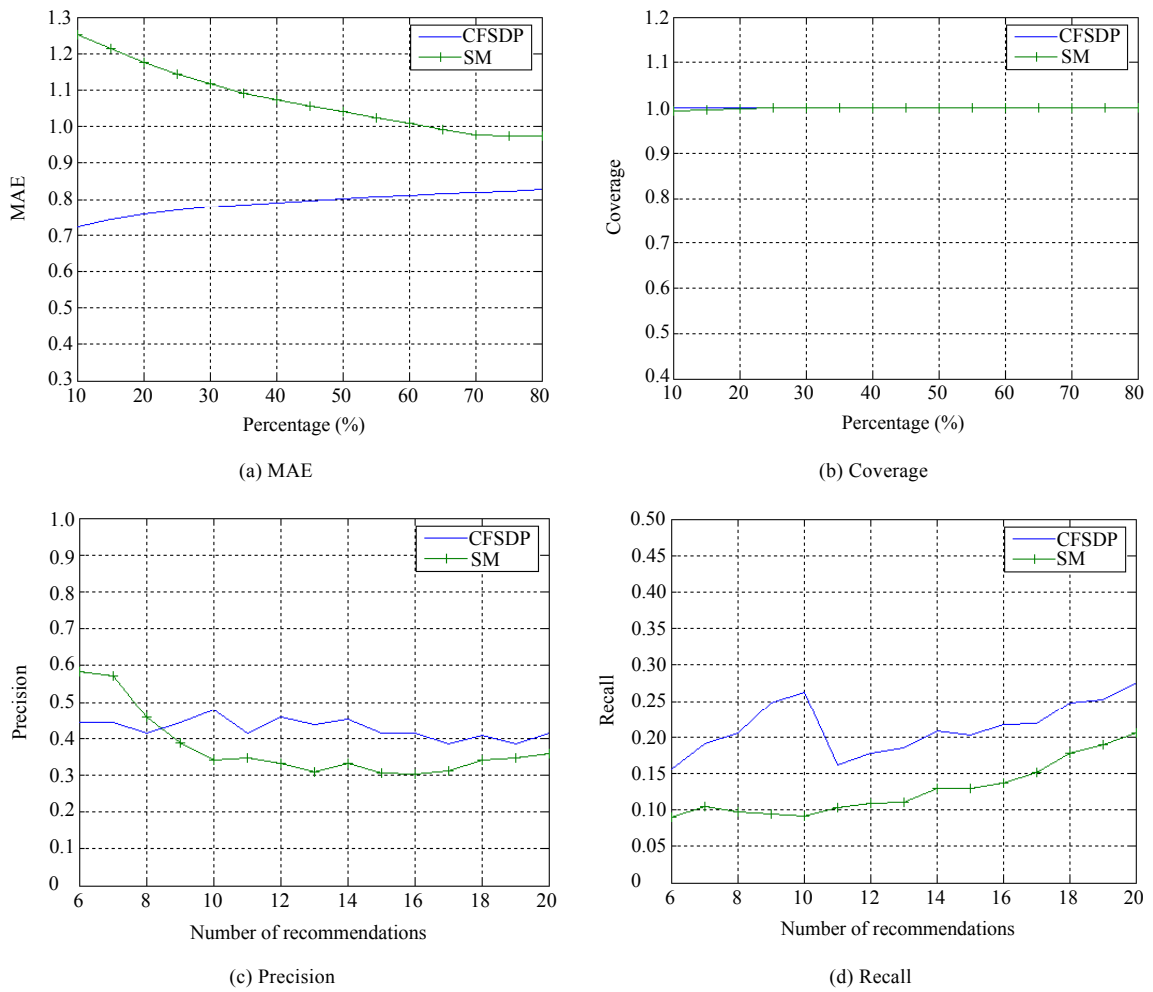 1.3
1.2
1.1
1.0
0.9
0.8
0.7
0.6
0.5
0.4
0.3
MAE
CFSDP
SM
10 20 30 40 50 60 70 80
Percentage (%)
(a) MAE
1.2
1.1
1.0
0.9
0.8
0.7
0.6
0.5
0.4
Coverage
CFSDP
SM
10 20 30 40 50 60 70 80
Percentage (%)
(b) Coverage
1.0
0.9
0.8
0.7
0.6
0.5
0.4
0.3
0.2
0.1
0
Precision
CFSDP
SM
6 8 10 12 14 16 18 20
Number of recommendations
(c) Precision
0.50
0.45
0.40
0.35
0.30
0.25
0.20
0.15
0.10
0.05
0
Recall
CFSDP
SM
6 8 10 12 14 16 18 20
Number of recommendations
(d) Recall